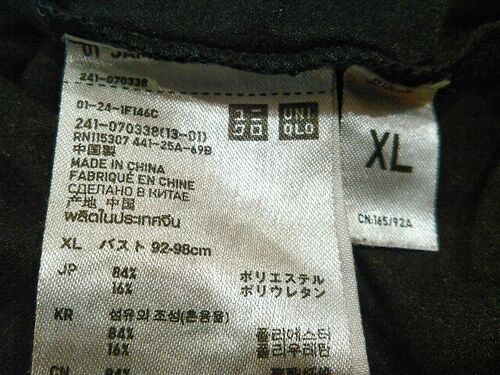 241-070338
01-24-1F146C
241-070338(13-01)
RN115307 441-25A-69B
中国製
MADE IN CHINA
FABRIQUÉ EN CHINE
СДЕЛАНО В КИТАЕ
产地 中国
ผลิตในประเทศจีน
XL バスト 92-98cm
JP 84% ポリエステル
16% ポリウレタン
KR 섬유의 조성(혼용율)
84% 폴리에스터
16% 폴리우레탄
CN 84%
ユニ
クロ
UNI
QLO
XL
CN:165/92A